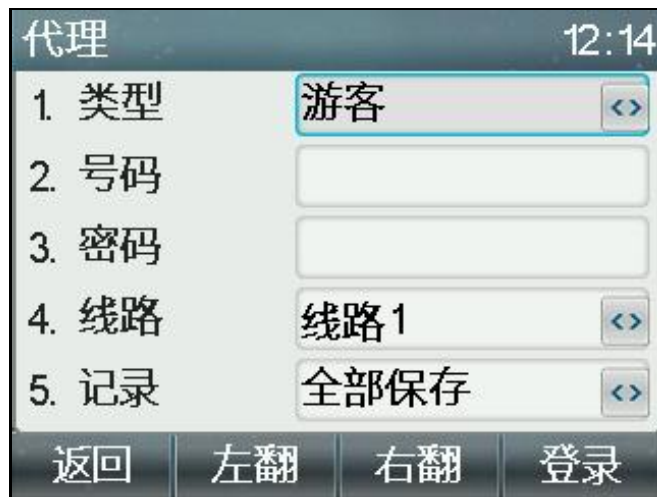 代理 12:14
1. 类型 游客 <>
2. 号码
3. 密码
4. 线路 线路1 <>
5. 记录 全部保存 <>
返回 左翻 右翻 登录